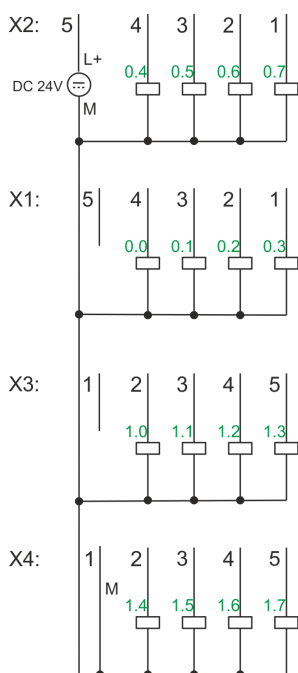 X2: 5 4 3 2 1
L+
0.4 0.5 0.6 0.7
DC 24V
M
X1: 5 4 3 2 1
0.0 0.1 0.2 0.3
X3: 1 2 3 4 5
1.0 1.1 1.2 1.3
X4: 1 2 3 4 5
M
1.4 1.5 1.6 1.7